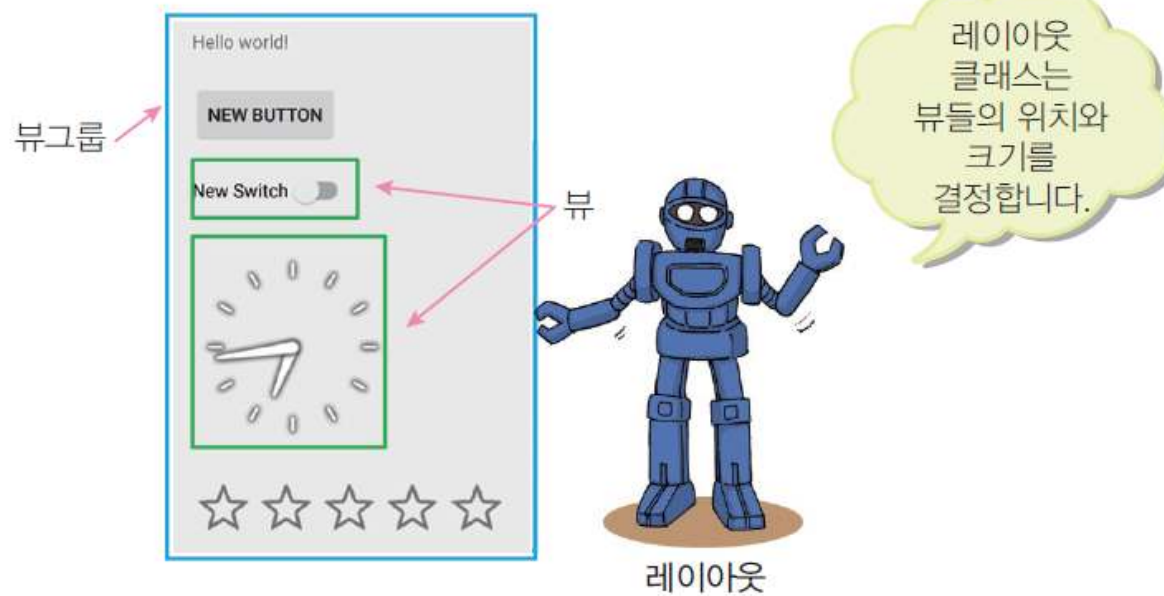 Hello world!
NEW BUTTON
New Switch
뷰그룹
뷰
레이아웃
클래스는
뷰들의 위치와
크기를
결정합니다.
레이아웃